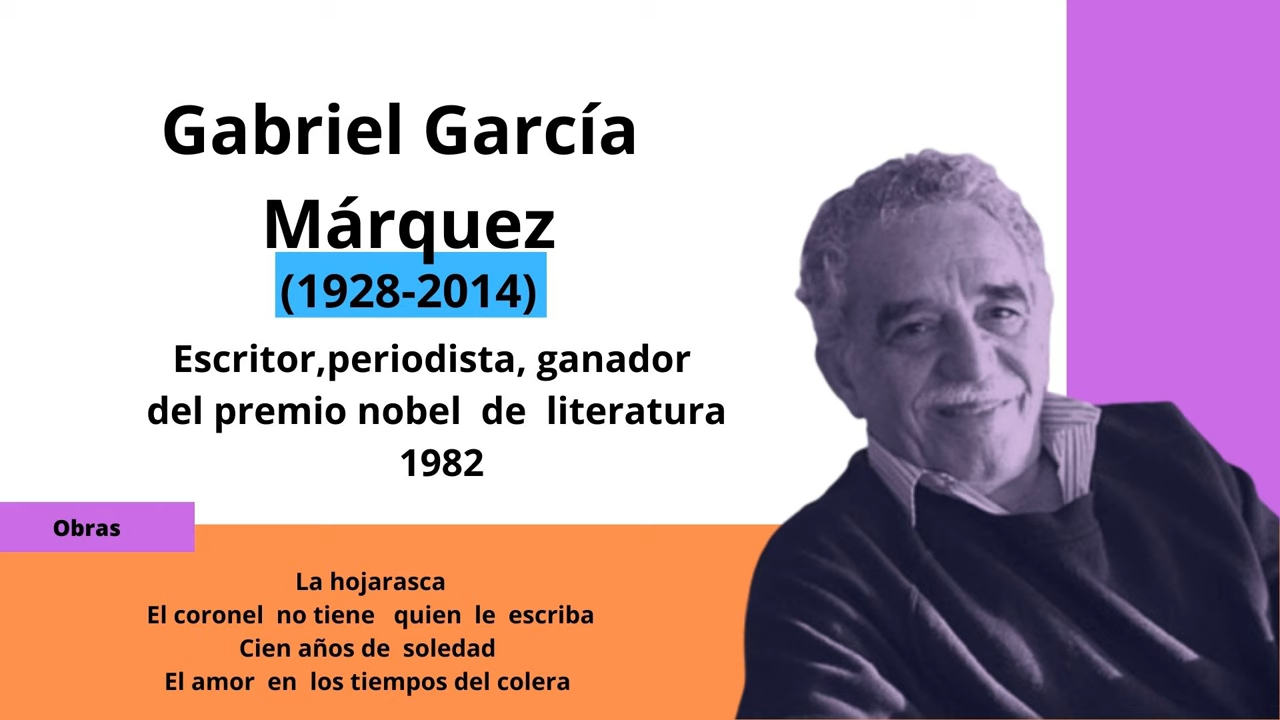 Gabriel García
Márquez
(1928-2014)
Escritor,periodista, ganador
del premio nobel de literatura
1982
Obras
La hojarasca
El coronel no tiene quien le escriba
Cien años de soledad
El amor en los tiempos del colera